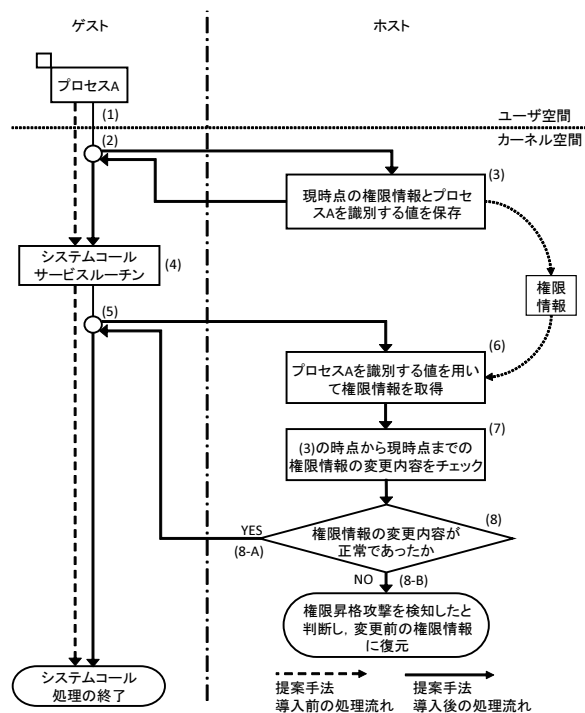 ゲスト
ホスト
プロセスA
(1)
ユーザ空間
カーネル空間
(2)
(3)
現時点の権限情報とプロセ
スAを識別する値を保存
システムコール
サービスルーチン
(4)
権限
情報
(5)
(6)
プロセスAを識別する値を用い
て権限情報を取得
(7)
(3)の時点から現時点までの
権限情報の変更内容をチェック
(8)
権限情報の変更内容が
正常であったか
YES
(8-A)
NO
(8-B)
権限昇格攻撃を検知したと
判断し，変更前の権限情報
に復元
システムコール
処理の終了
提案手法
導入前の処理流れ
提案手法
導入後の処理流れ